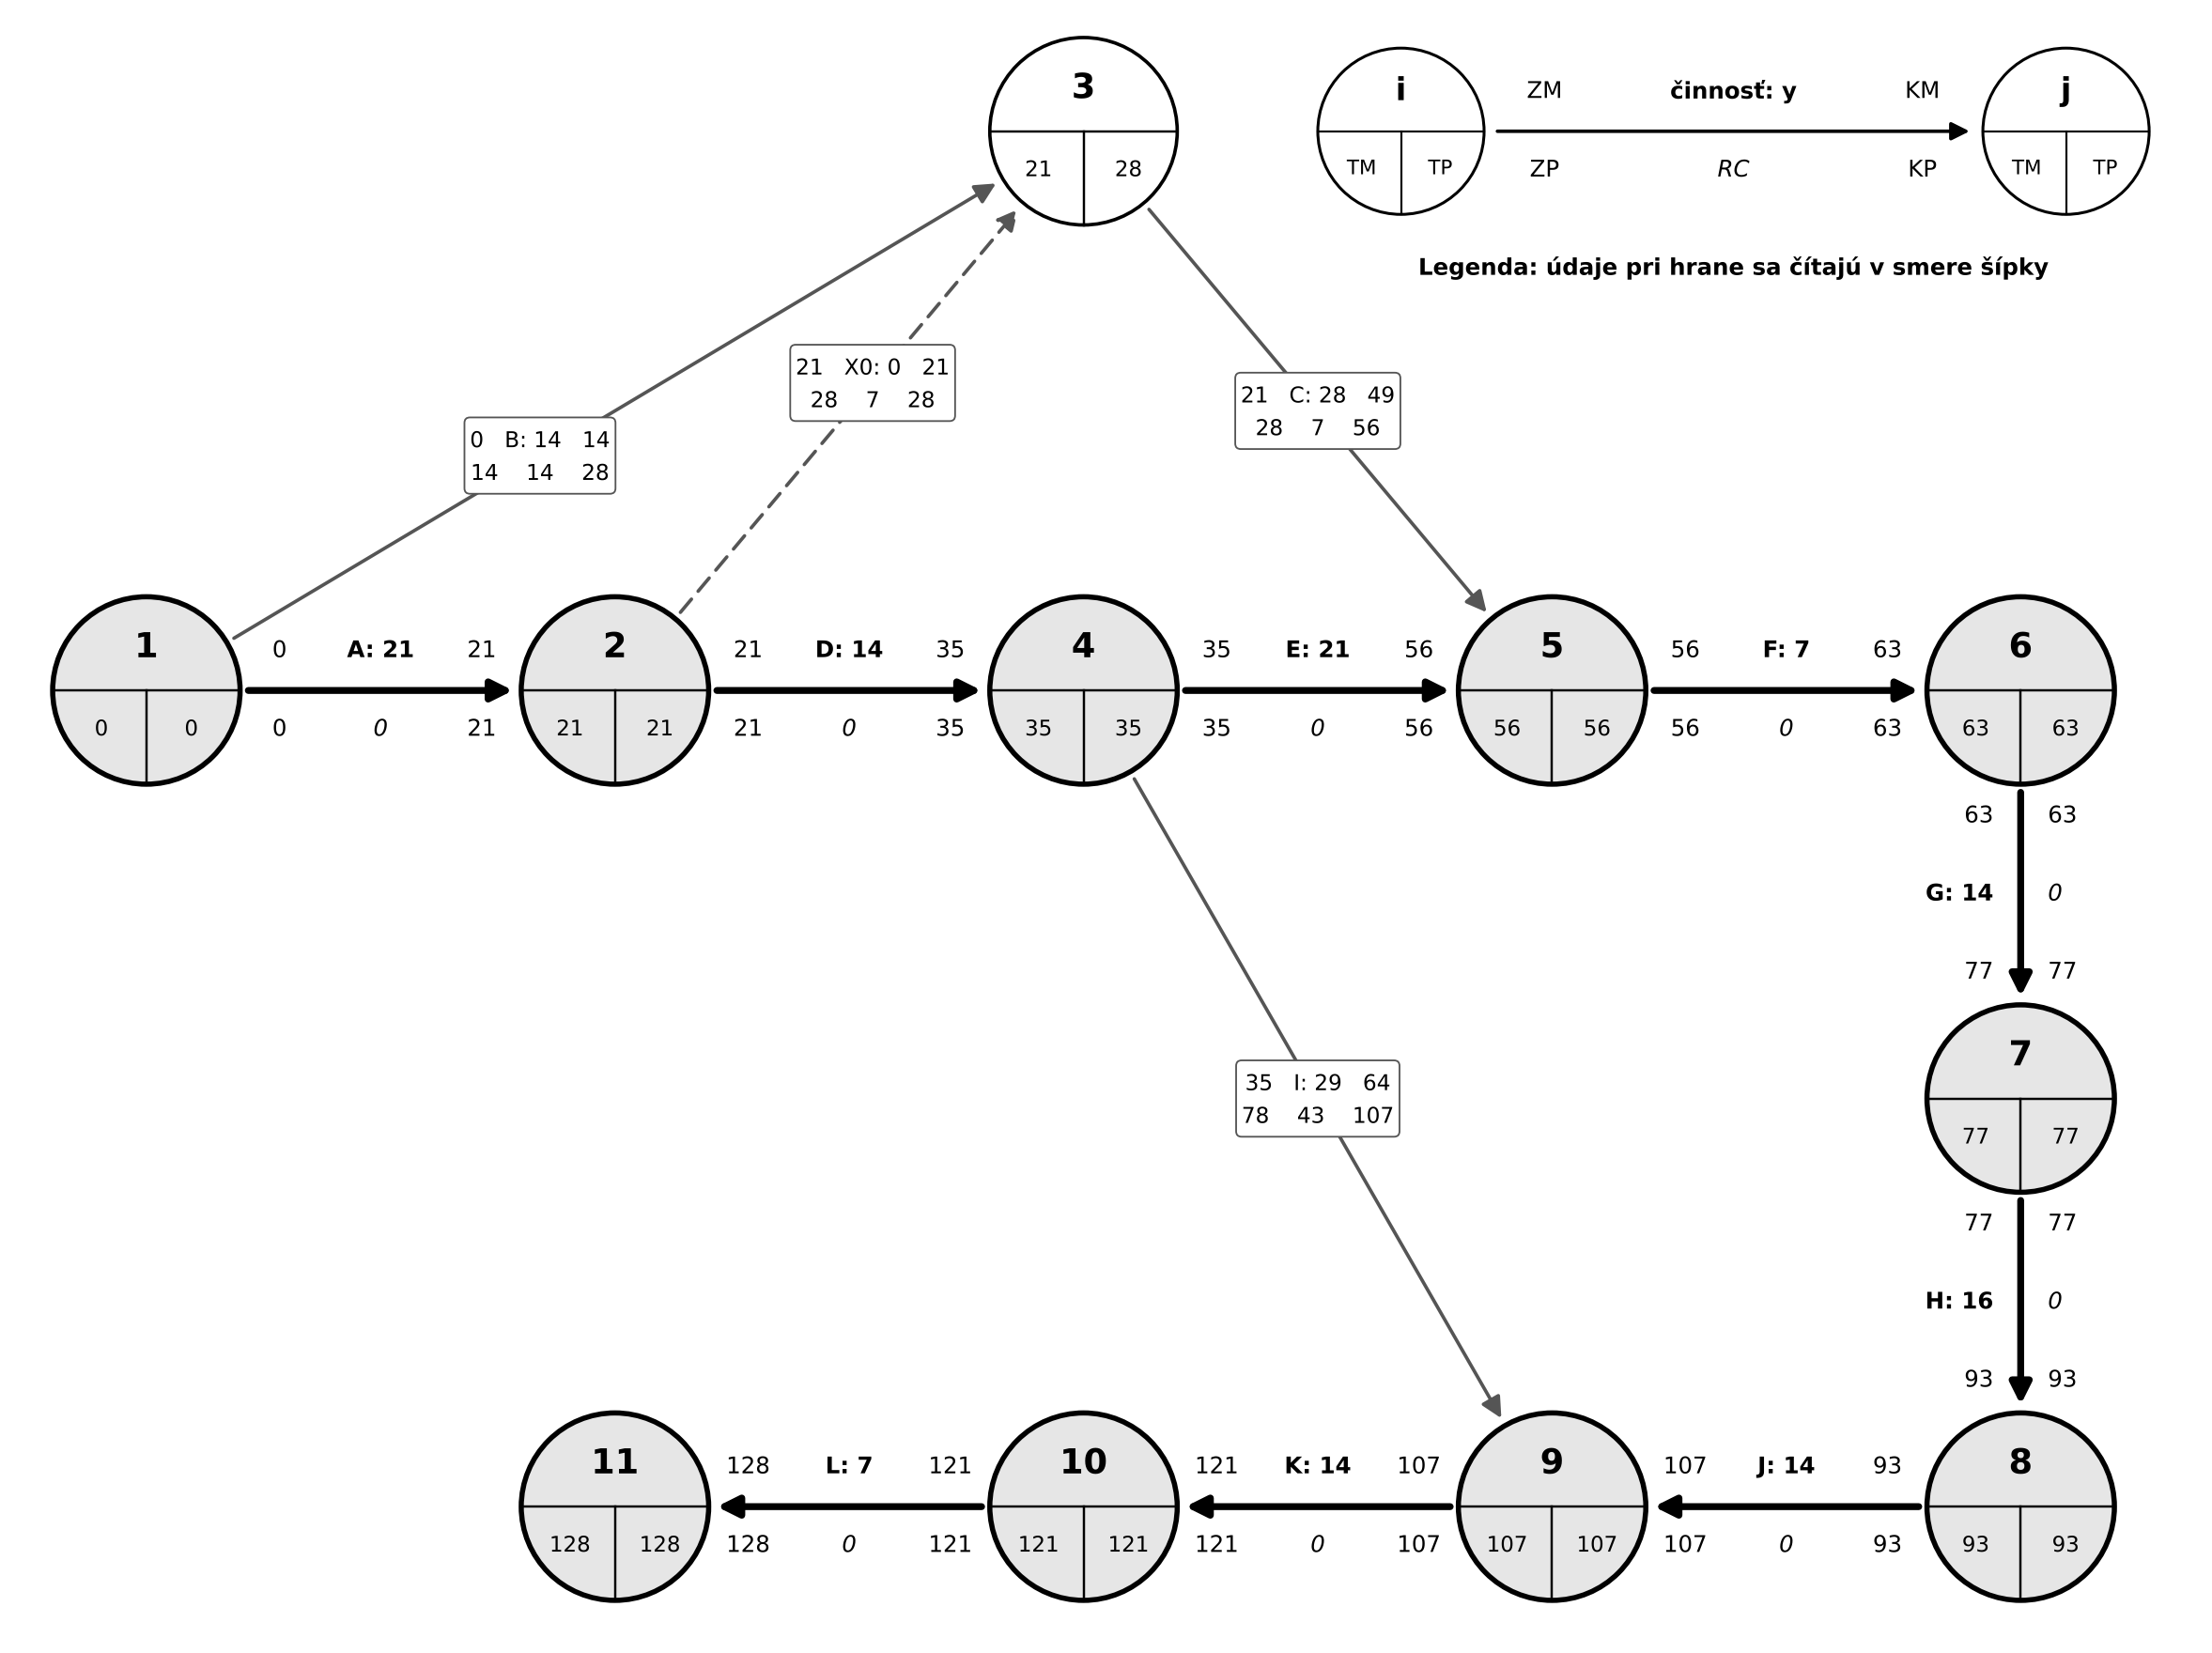 3
21 28
i
ZM činnosť: y KM
j
TM TP
ZP RC KP
TM TP
Legenda: údaje pri hrane sa čítajú v smere šípky
21 X0: 0 21
28 7 28
21 C: 28 49
28 7 56
0 B: 14 14
14 14 28
1
0 0
0 A: 21 21
0 0 21
2
21 21
21 D: 14 35
21 0 35
4
35 35
35 E: 21 56
35 0 56
5
56 56
56 F: 7 63
56 0 63
6
63 63
63 63
G: 14 0
77 77
7
77 77
35 I: 29 64
78 43 107
77 77
H: 16 0
93 93
11
128 128
128 L: 7 121
128 0 121
10
121 121
121 K: 14 107
121 0 107
9
107 107
107 J: 14 93
107 0 93
8
93 93